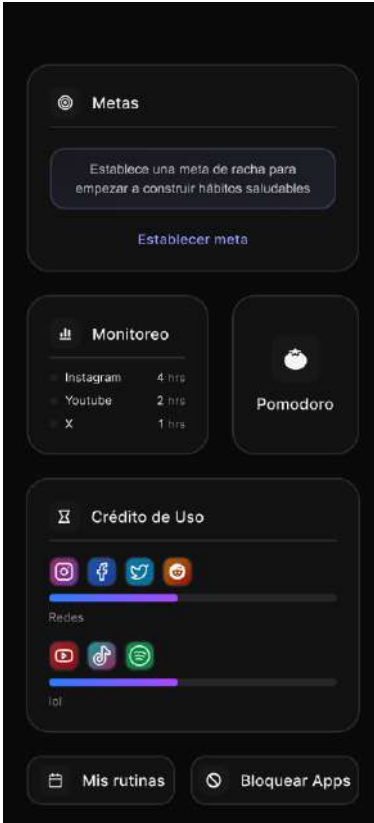 Metas
Establece una meta de racha para
empezar a construir hábitos saludables
Establecer meta
Monitoreo
Instagram 4 hrs
Youtube 2 hrs
X 1 hrs
Pomodoro
Crédito de Uso
Redes
lol
Mis rutinas
Bloquear Apps